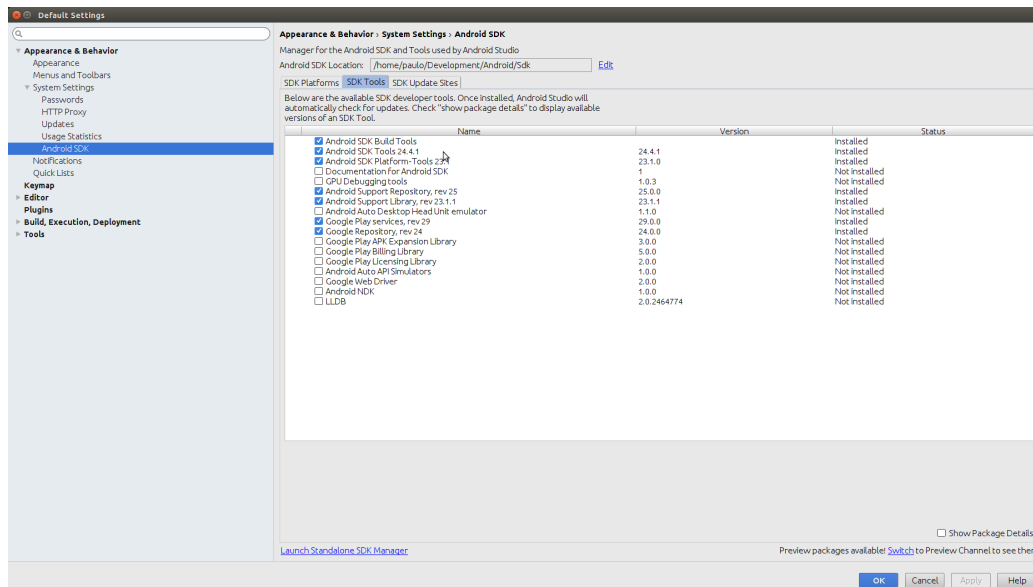 Default Settings
Appearance & Behavior
Appearance
Menus and Toolbars
System Settings
Passwords
HTTP Proxy
Updates
Usage Statistics
Android SDK
Notifications
Quick Lists
Keymap
Editor
Plugins
Build, Execution, Deployment
Tools
Appearance & Behavior › System Settings › Android SDK
Manager for the Android SDK and Tools used by Android Studio
Android SDK Location: /home/paulo/Development/Android/Sdk Edit
SDK Platforms SDK Tools SDK Update Sites
Below are the available SDK developer tools. Once installed, Android Studio will
automatically check for updates. Check "show package details" to display available
versions of an SDK Tool.
Name Version Status
Android SDK Build Tools Installed
Android SDK Tools 24.4.1 24.4.1 Installed
Android SDK Platform-Tools 23.1 23.1.0 Installed
Documentation for Android SDK 1 Not installed
GPU Debugging tools 1.0.3 Not installed
Android Support Repository, rev 25 25.0.0 Installed
Android Support Library, rev 23.1.1 23.1.1 Installed
Android Auto Desktop Head Unit emulator 1.1.0 Not installed
Google Play services, rev 29 29.0.0 Installed
Google Repository, rev 24 24.0.0 Installed
Google Play APK Expansion Library 3.0.0 Not installed
Google Play Billing Library 5.0.0 Not installed
Google Play Licensing Library 2.0.0 Not installed
Android Auto API Simulators 1.0.0 Not installed
Google Web Driver 2.0.0 Not installed
Android NDK 1.0.0 Not installed
LLDB 2.0.2464774 Not installed
Show Package Details
Launch Standalone SDK Manager Preview packages available! Switch to Preview Channel to see
OK Cancel Apply Help